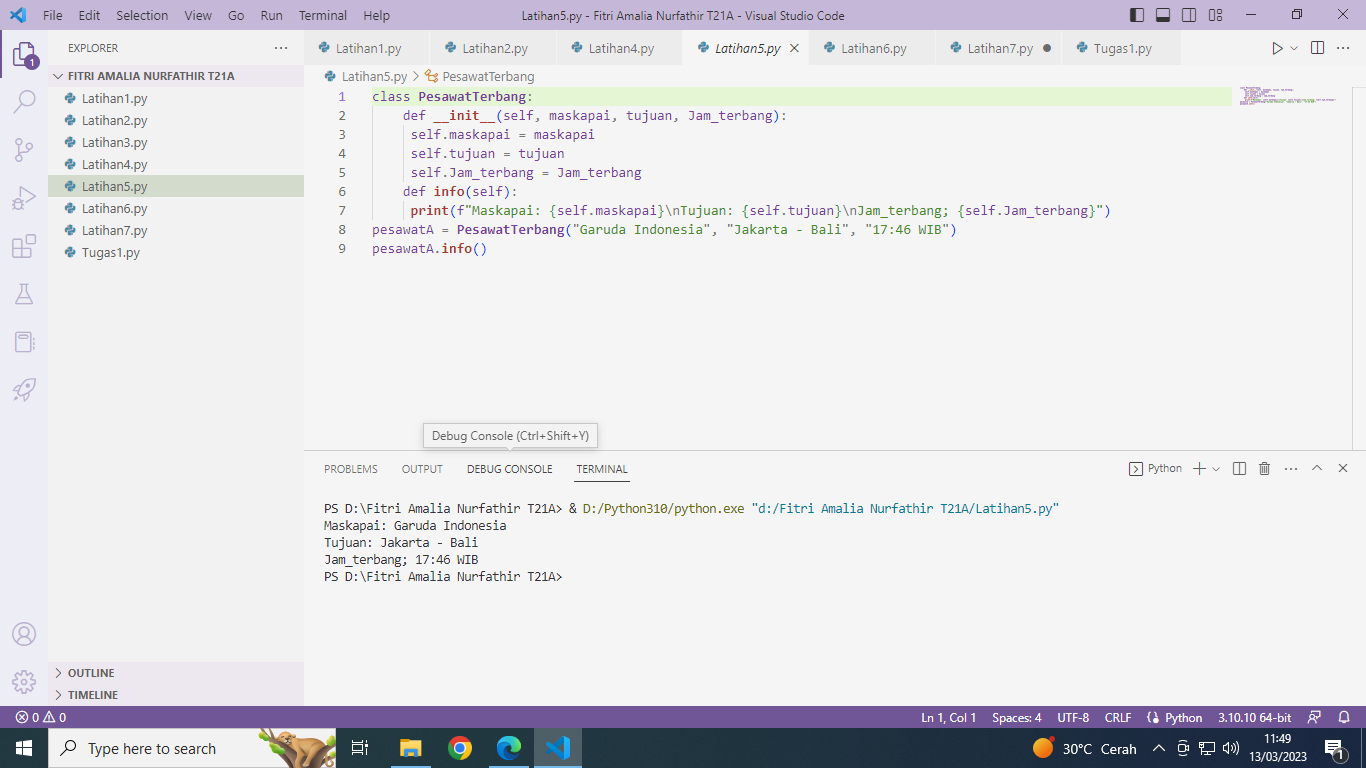 File Edit Selection View Go Run Terminal Help Latihan5.py - Fitri Amalia Nurfathir T21A - Visual Studio Code
EXPLORER
1
FITRI AMALIA NURFATHIR T21A
Latihan1.py
Latihan2.py
Latihan3.py
Latihan4.py
Latihan5.py
Latihan6.py
Latihan7.py
Tugas1.py
OUTLINE
TIMELINE
Latihan1.py Latihan2.py Latihan4.py Latihan5.py Latihan6.py Latihan7.py Tugas1.py
Latihan5.py > PesawatTerbang
1 class PesawatTerbang:
2     def __init__(self, maskapai, tujuan, Jam_terbang):
3      self.maskapai = maskapai
4      self.tujuan = tujuan
5      self.Jam_terbang = Jam_terbang
6     def info(self):
7      print(f"Maskapai: {self.maskapai}\nTujuan: {self.tujuan}\nJam_terbang; {self.Jam_terbang}")
8 pesawatA = PesawatTerbang("Garuda Indonesia", "Jakarta - Bali", "17:46 WIB")
9 pesawatA.info()
Debug Console (Ctrl+Shift+Y)
PROBLEMS OUTPUT DEBUG CONSOLE TERMINAL Python
PS D:\Fitri Amalia Nurfathir T21A> & D:/Python310/python.exe "d:/Fitri Amalia Nurfathir T21A/Latihan5.py"
Maskapai: Garuda Indonesia
Tujuan: Jakarta - Bali
Jam_terbang; 17:46 WIB
PS D:\Fitri Amalia Nurfathir T21A>
0 0 Ln 1, Col 1 Spaces: 4 UTF-8 CRLF Python 3.10.10 64-bit
Type here to search 30°C Cerah 11:49
13/03/2023 1